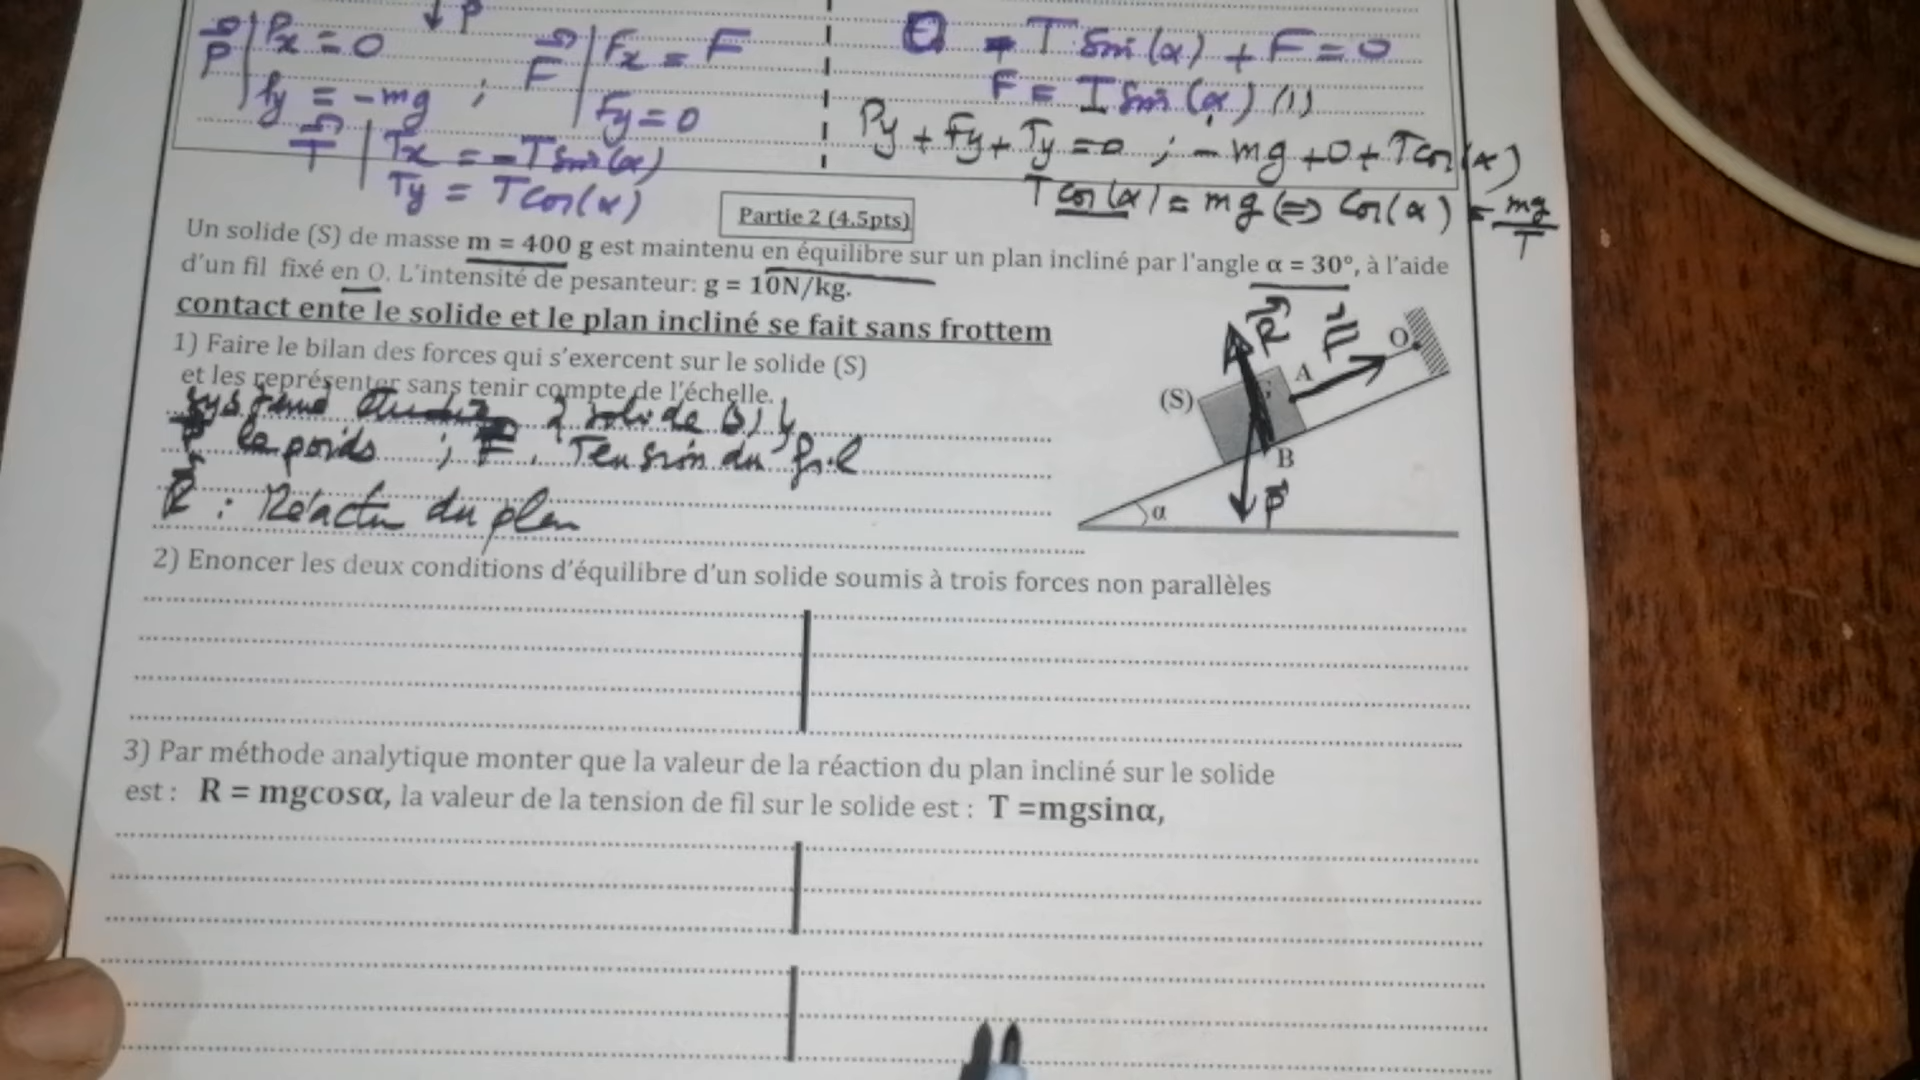 P
P | Px = 0 ; F | Fx = F
Py = -mg Fy = 0
T | Tx = -T Sin(α)
Ty = T Cos(α)
- T Sin(α) + F = 0
F = T Sin(α) (1)
Py + Fy + Ty = 0 ; - mg + 0 + T Cos(α)
T Cos(α) = mg <=> Cos(α) = mg/T
Partie 2 (4.5pts)
Un solide (S) de masse m = 400 g est maintenu en équilibre sur un plan incliné par l'angle α = 30°, à l'aide
d'un fil fixé en O. L'intensité de pesanteur: g = 10N/kg.
contact ente le solide et le plan incliné se fait sans frottem
1) Faire le bilan des forces qui s'exercent sur le solide (S)
et les représenter sans tenir compte de l'échelle.
système solide
P le poids ; F : Tension du fil
R : Réaction du plan
R F O
(S) A
B
α P
2) Enoncer les deux conditions d'équilibre d'un solide soumis à trois forces non parallèles
3) Par méthode analytique monter que la valeur de la réaction du plan incliné sur le solide
est : R = mgcosα, la valeur de la tension de fil sur le solide est : T =mgsinα,